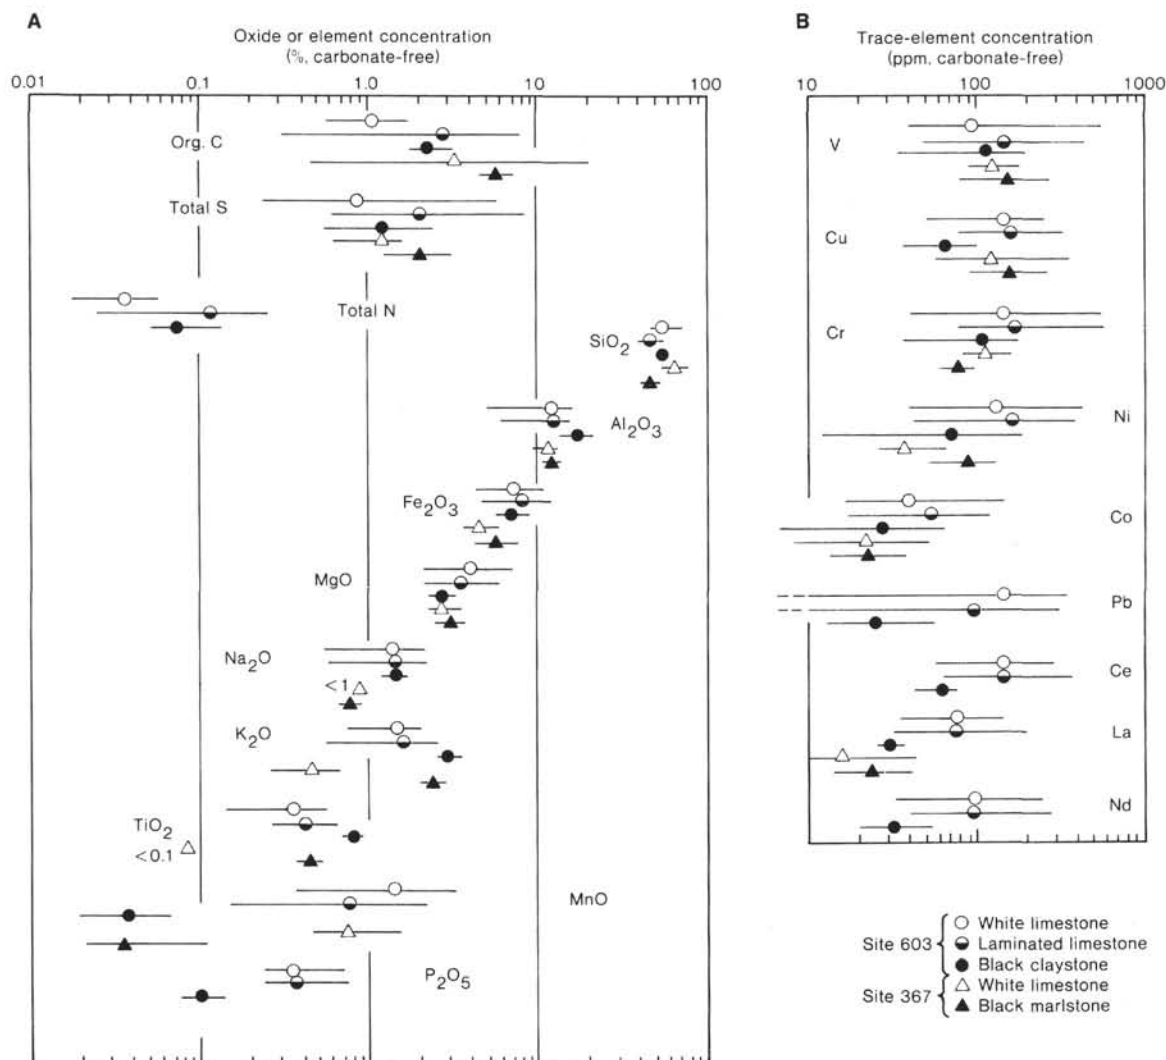 A
Oxide or element concentration
(%, carbonate-free)
0.01 0.1 1.0 10 100
Org. C
Total S
Total N
SiO2
Al2O3
Fe2O3
MgO
Na2O
<1
K2O
TiO2
<0.1
MnO
P2O5
B
Trace-element concentration
(ppm, carbonate-free)
10 100 1000
V
Cu
Cr
Ni
Co
Pb
Ce
La
Nd
Site 603
White limestone
Laminated limestone
Black claystone
Site 367
White limestone
Black marlstone